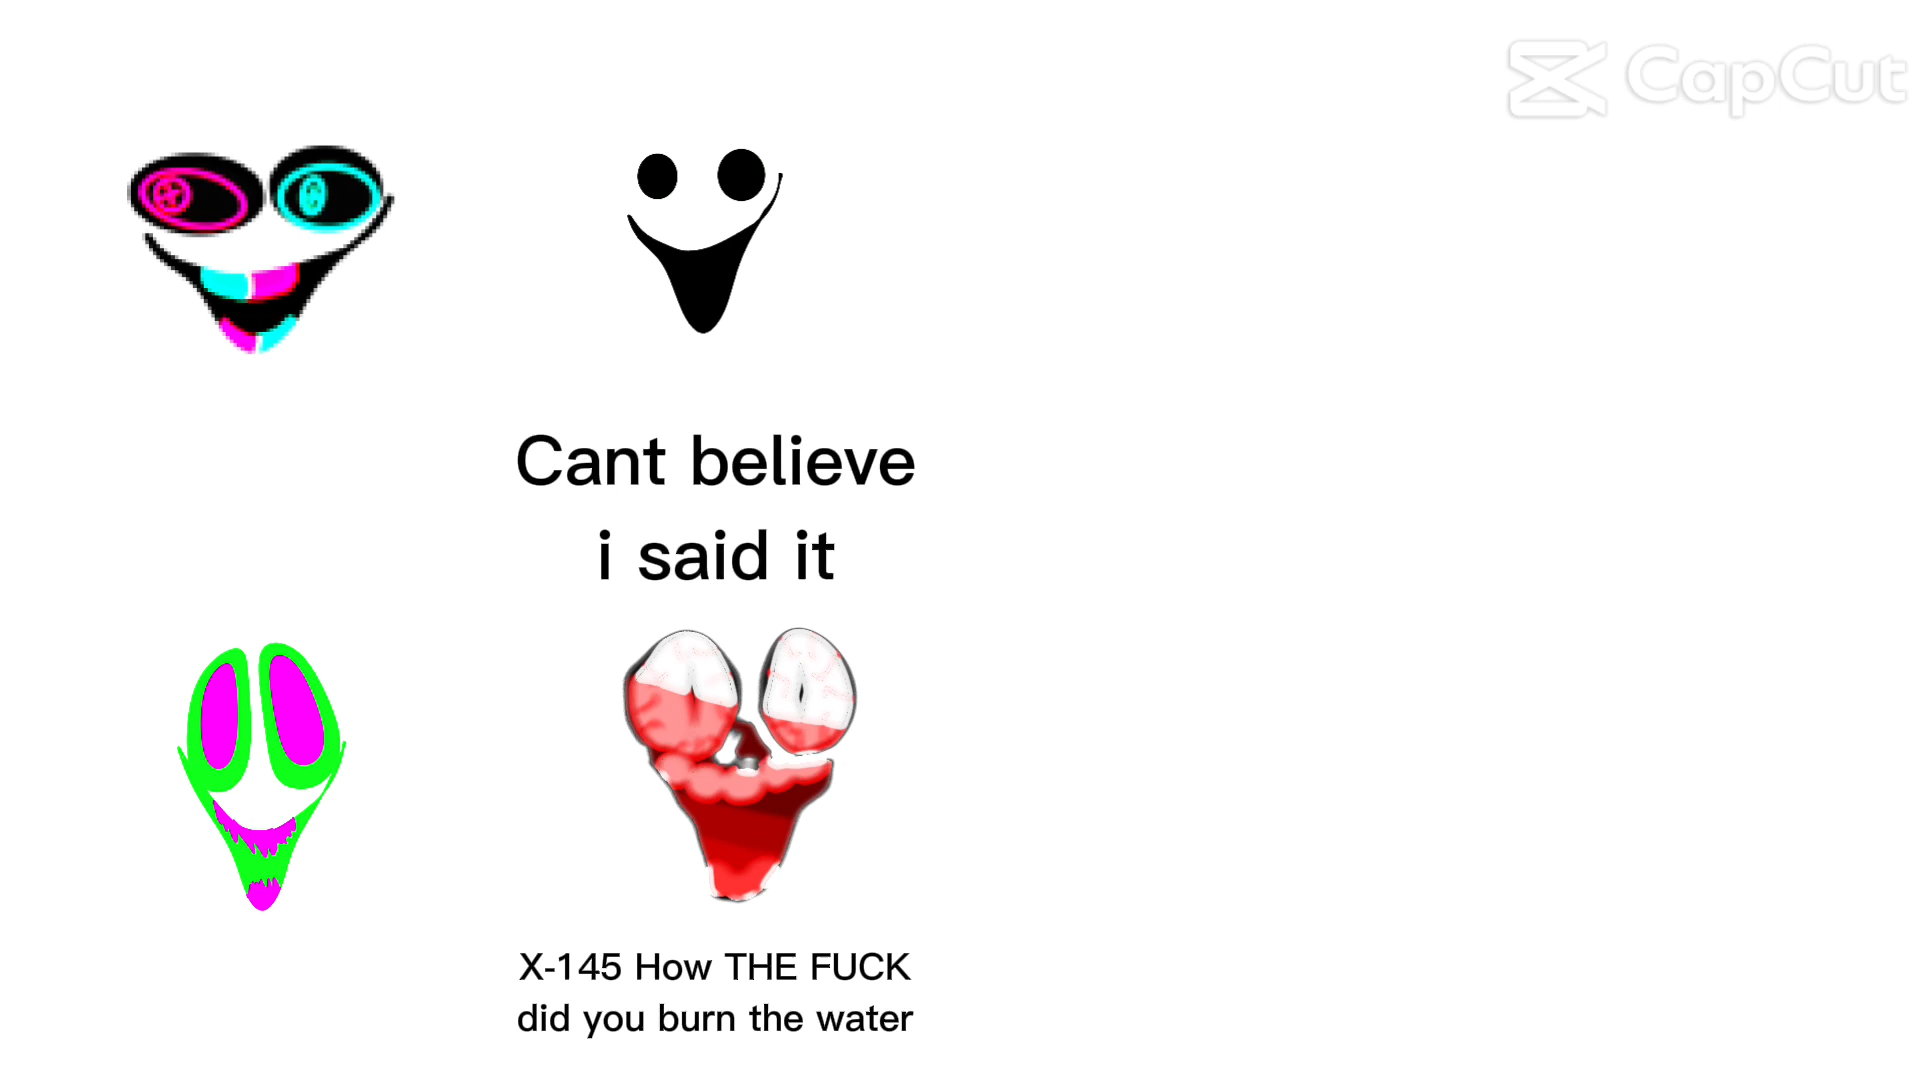 CapCut
Cant believe
i said it
X-145 How THE FUCK
did you burn the water